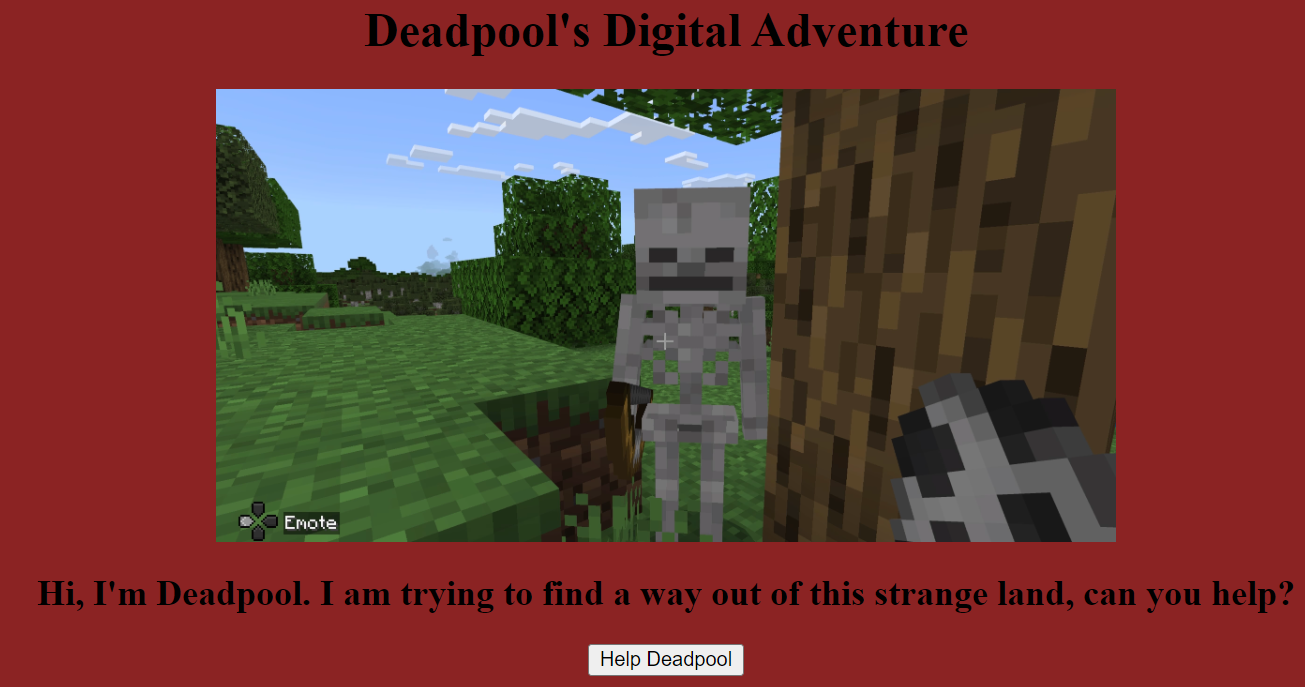 Deadpool's Digital Adventure
Emote
Hi, I'm Deadpool. I am trying to find a way out of this strange land, can you help?
Help Deadpool